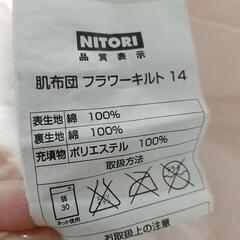 NITORI
品質表示
肌布団 フラワーキルト 14
表生地 綿 100%
裏生地 綿 100%
充填物 ポリエステル 100%
取扱方法
弱
30
ネット使用
お取扱上の注意